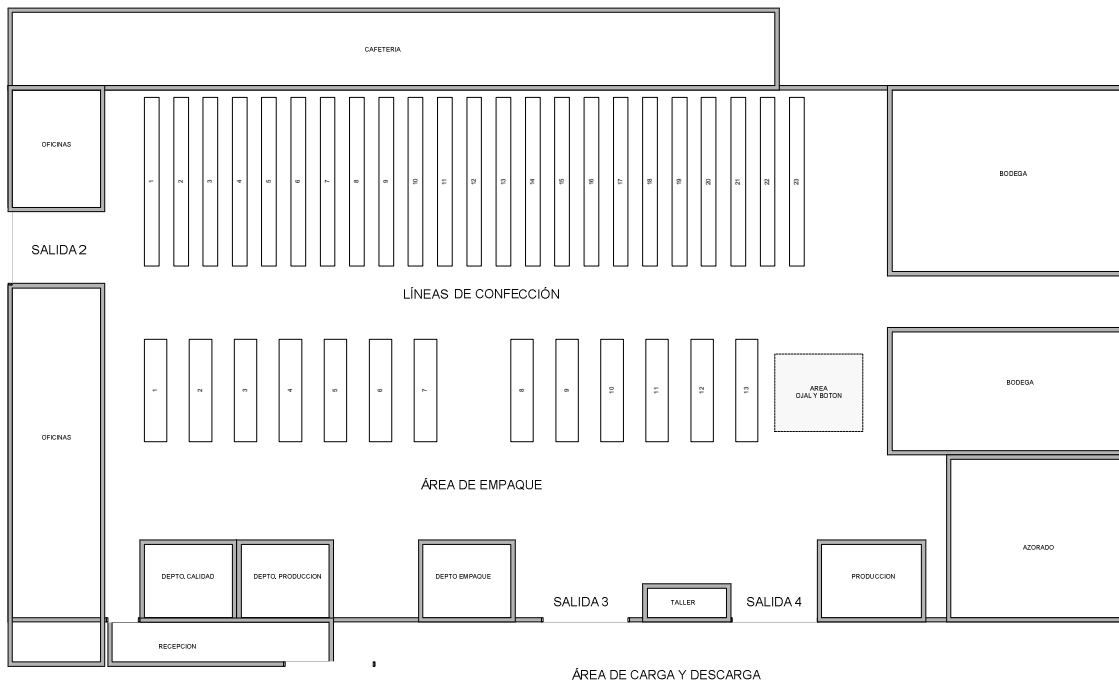 CAFETERIA
OFICINAS
1 2 3 4 5 6 7 8 9 10 11 12 13 14 15 16 17 18 19 20 21 22 23
BODEGA
SALIDA 2
LÍNEAS DE CONFECCIÓN
1 2 3 4 5 6 7 8 9 10 11 12 13
AREA
OJAL Y BOTON
BODEGA
OFICINAS
ÁREA DE EMPAQUE
AZORADO
DEPTO. CALIDAD
DEPTO. PRODUCCION
DEPTO EMPAQUE
PRODUCCION
SALIDA 3
TALLER
SALIDA 4
RECEPCION
ÁREA DE CARGA Y DESCARGA